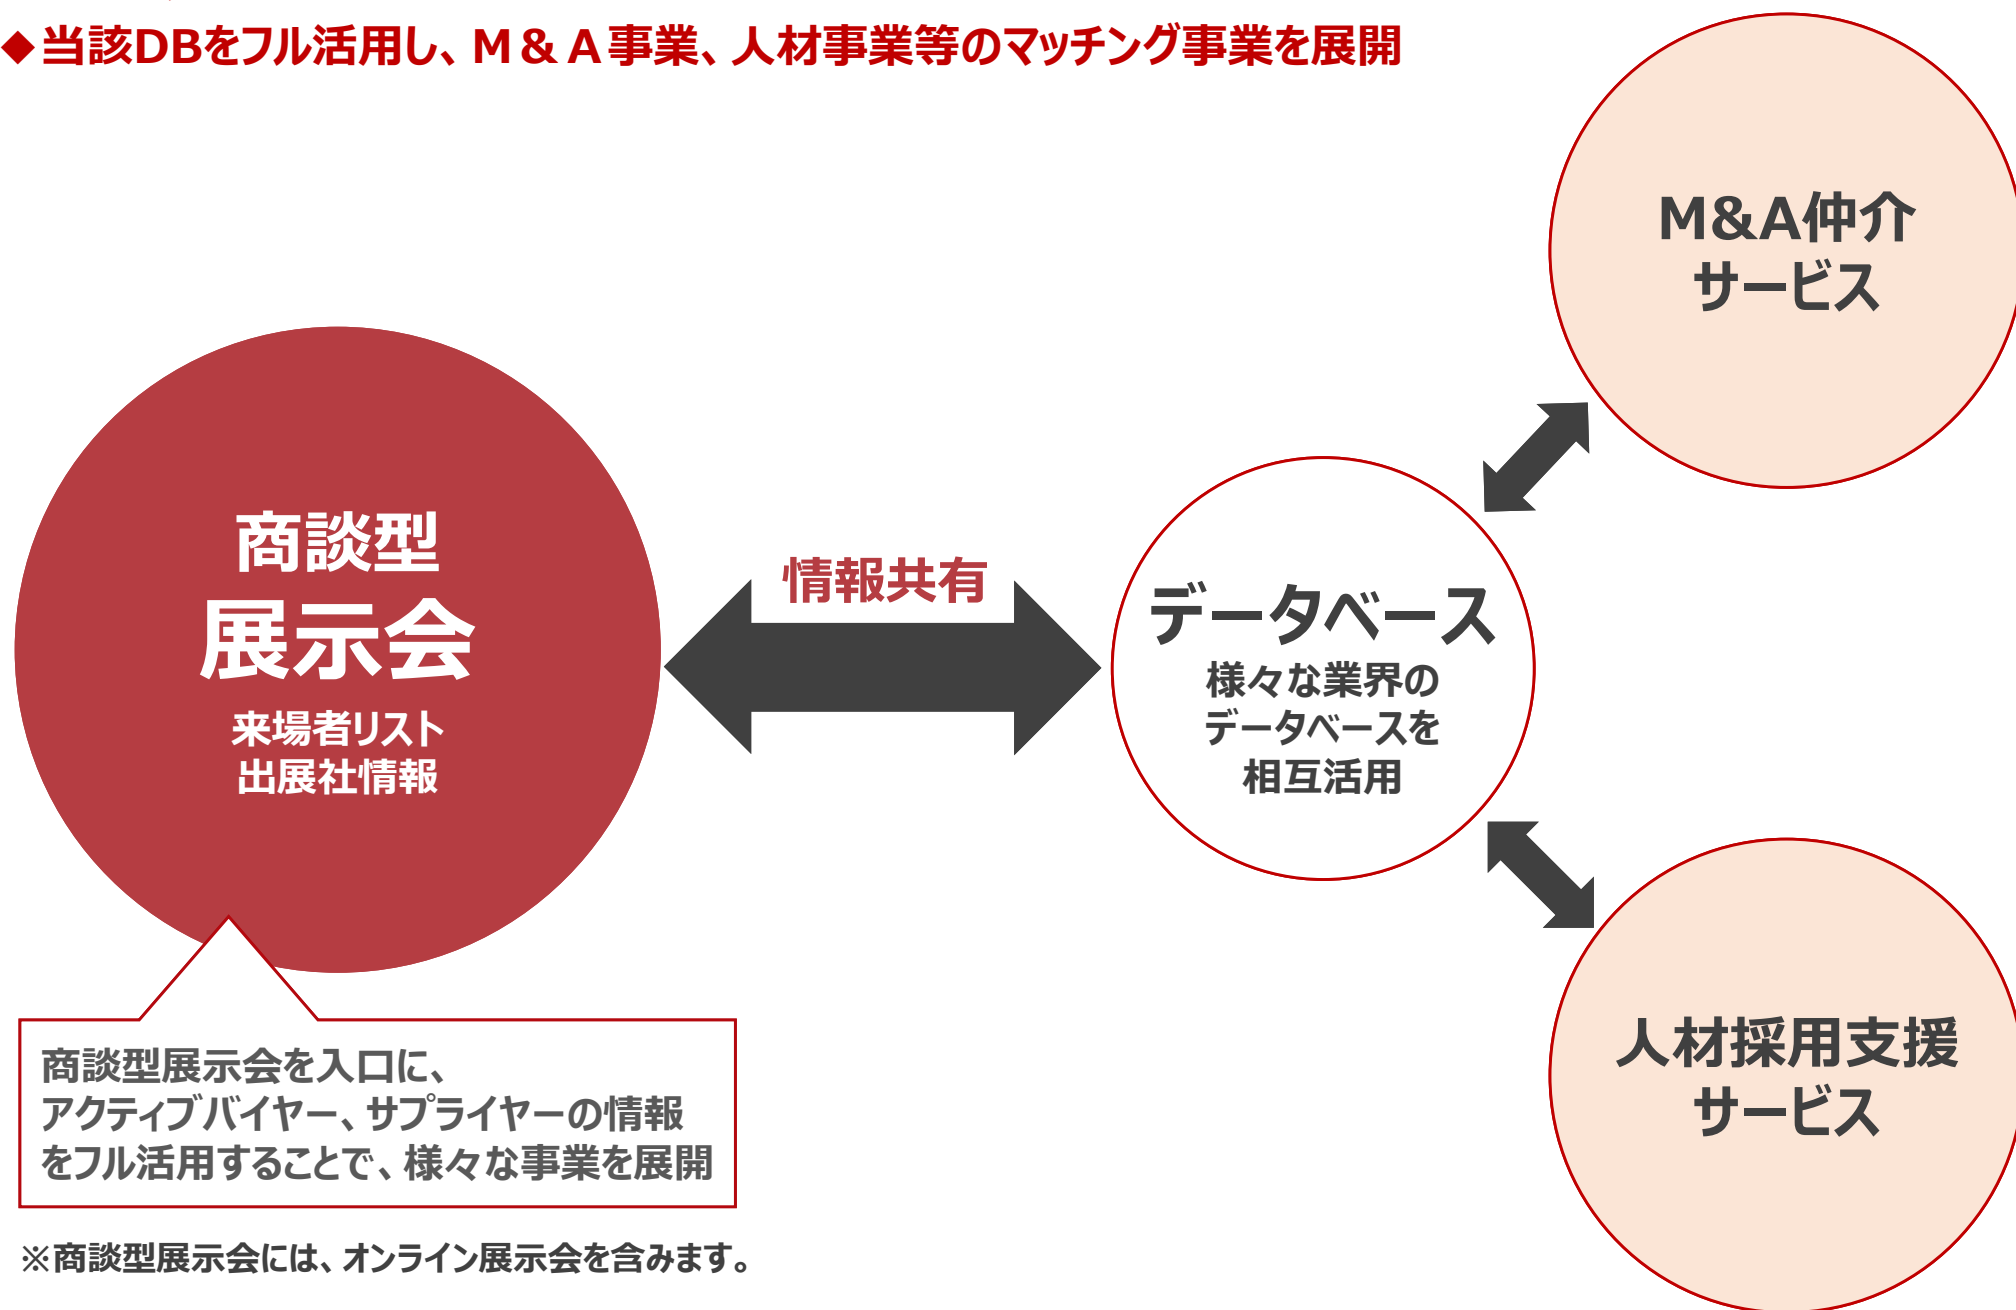 ◆当該DBをフル活用し、M&A事業、人材事業等のマッチング事業を展開
商談型
展示会
来場者リスト
出展社情報
情報共有
データベース
様々な業界の
データベースを
相互活用
M&A仲介
サービス
人材採用支援
サービス
商談型展示会を入口に、
アクティブバイヤー、サプライヤーの情報
をフル活用することで、様々な事業を展開
※商談型展示会には、オンライン展示会を含みます。